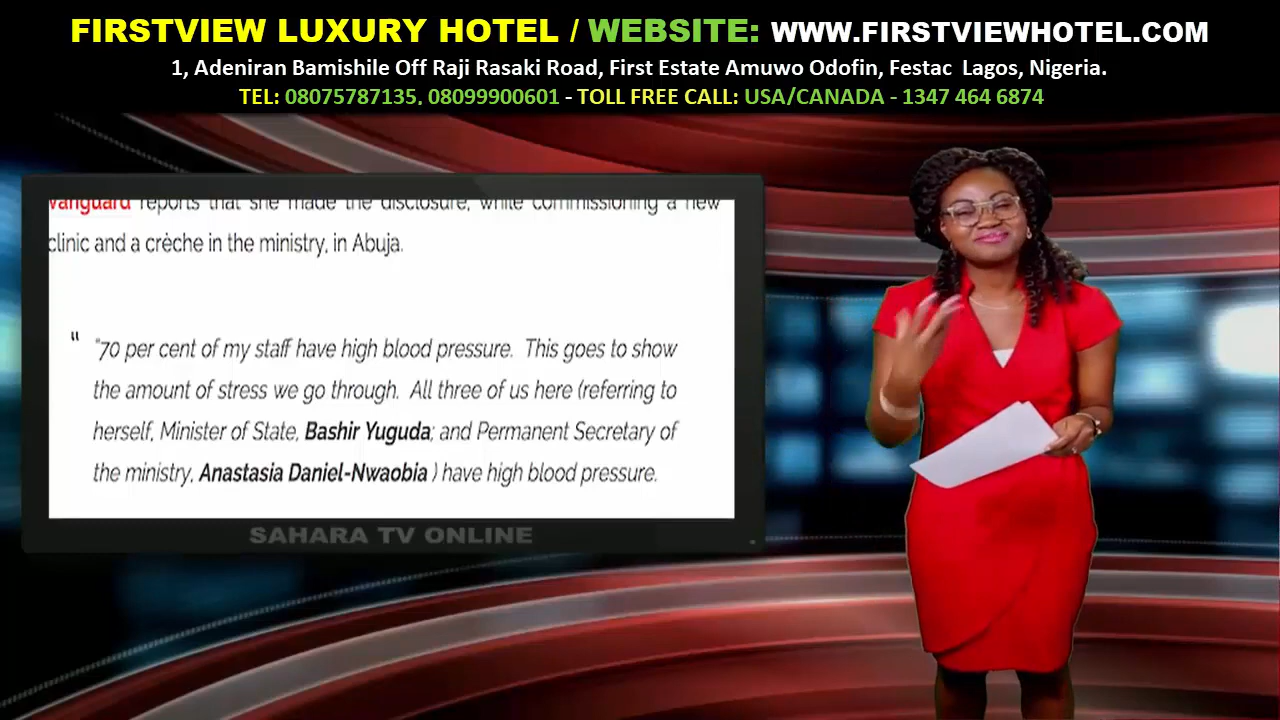 FIRSTVIEW LUXURY HOTEL / WEBSITE: WWW.FIRSTVIEWHOTEL.COM
1, Adeniran Bamishile Off Raji Rasaki Road, First Estate Amuwo Odofin, Festac Lagos, Nigeria.
TEL: 08075787135, 08099900601 - TOLL FREE CALL: USA/CANADA - 1347 464 6874
Vanguard reports that she made the disclosure, while commissioning a new
clinic and a crèche in the ministry, in Abuja.
“ "70 per cent of my staff have high blood pressure. This goes to show
the amount of stress we go through. All three of us here (referring to
herself, Minister of State, Bashir Yuguda; and Permanent Secretary of
the ministry, Anastasia Daniel-Nwaobia ) have high blood pressure.
SAHARA TV ONLINE